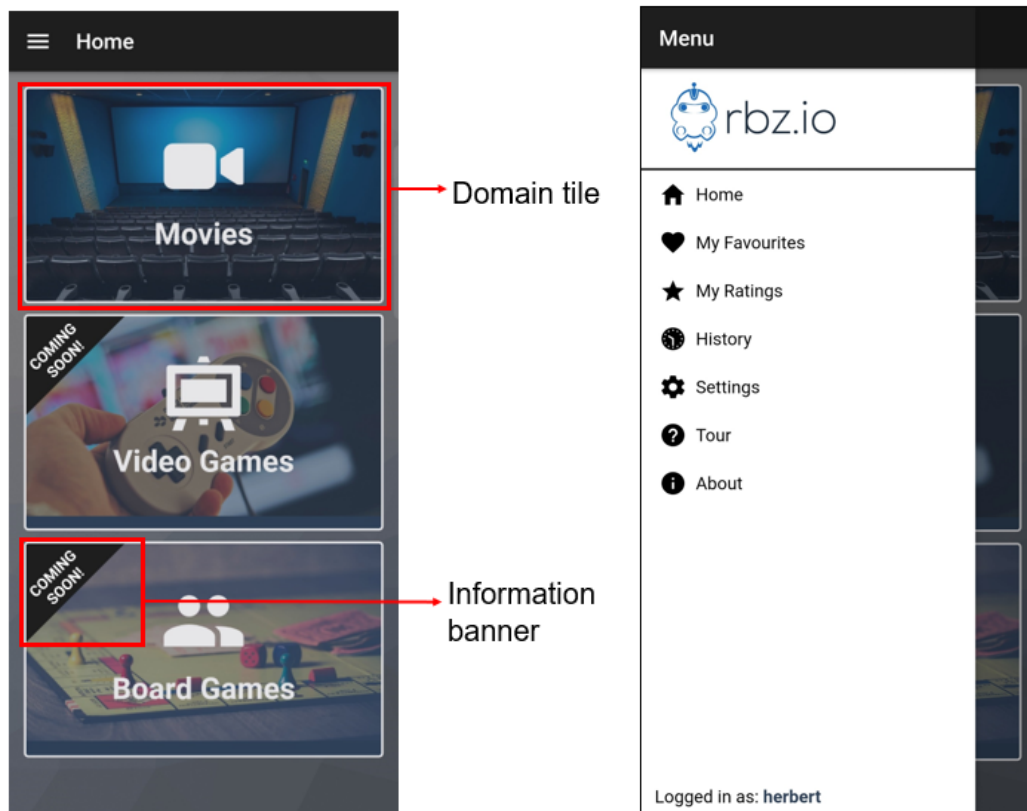 Home
Movies
Domain tile
COMING
SOON!
Video Games
COMING
SOON!
Information
banner
Board Games
Menu
rbz.io
Home
My Favourites
My Ratings
History
Settings
Tour
About
Logged in as: herbert